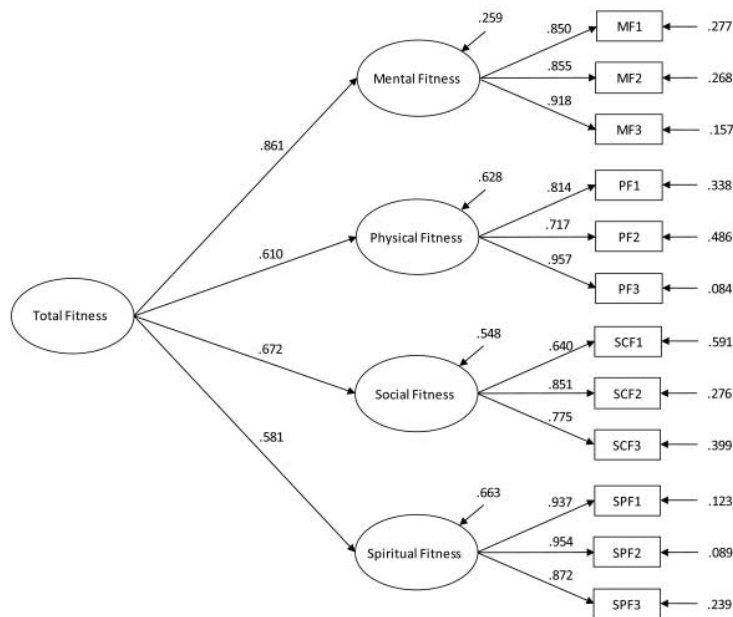 .259
.850
MF1
.277
Mental Fitness
.855
MF2
.268
.918
MF3
.157
.861
.628
.814
PF1
.338
Physical Fitness
.717
PF2
.486
.610
.957
PF3
.084
Total Fitness
.672
.548
.640
SCF1
.591
Social Fitness
.851
SCF2
.276
.775
SCF3
.399
.581
.663
.937
SPF1
.123
Spiritual Fitness
.954
SPF2
.089
.872
SPF3
.239